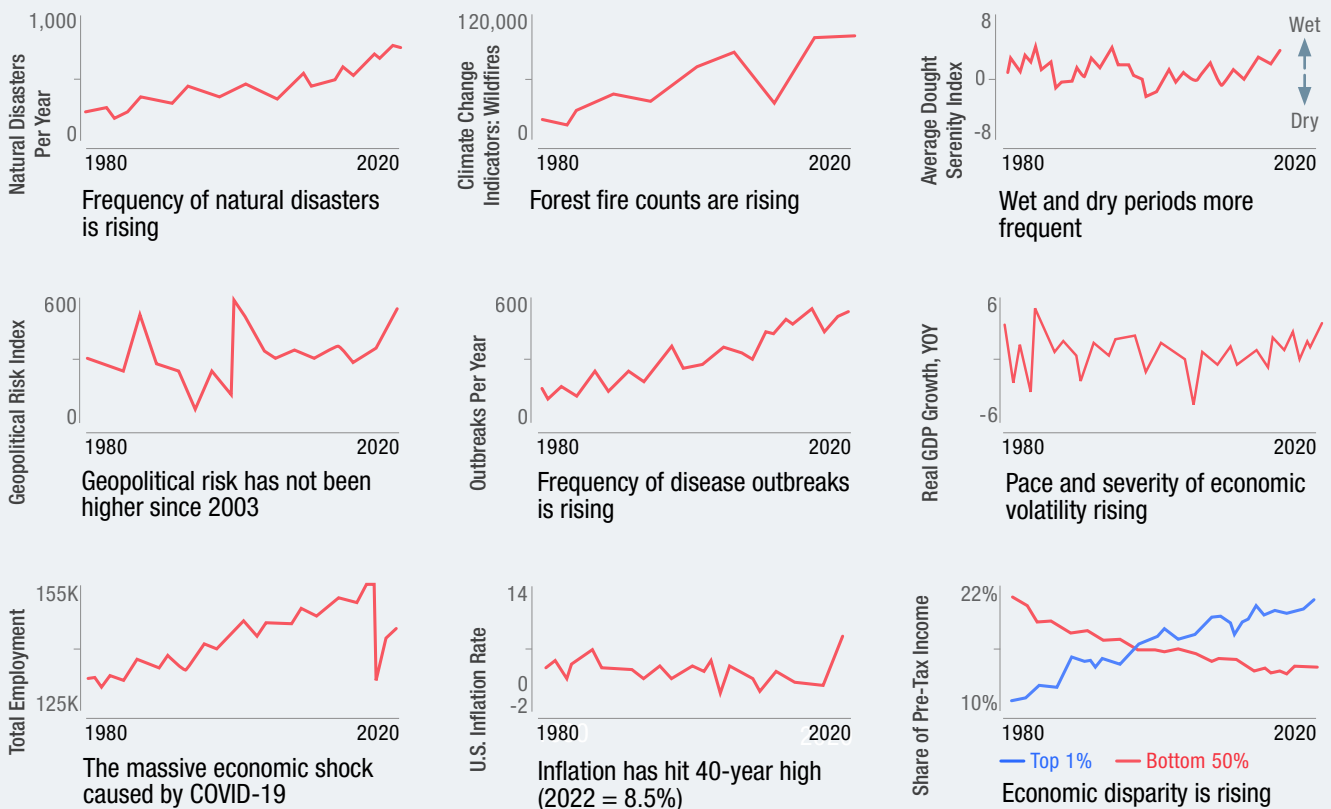 Natural Disasters
Per Year
1,000
0
1980 2020
Frequency of natural disasters
is rising
Climate Change
Indicators: Wildfires
120,000
0
1980 2020
Forest fire counts are rising
Average Dought
Serenity Index
8
0
-8
Wet
Dry
1980 2020
Wet and dry periods more
frequent
Geopolitical Risk Index
600
0
1980 2020
Geopolitical risk has not been
higher since 2003
Outbreaks Per Year
600
0
1980 2020
Frequency of disease outbreaks
is rising
Real GDP Growth, YOY
6
-6
1980 2020
Pace and severity of economic
volatility rising
Total Employment
155K
125K
1980 2020
The massive economic shock
caused by COVID-19
U.S. Inflation Rate
14
0
-2
1980 2020
Inflation has hit 40-year high
(2022 = 8.5%)
Share of Pre-Tax Income
22%
10%
1980 2020
Top 1% Bottom 50%
Economic disparity is rising